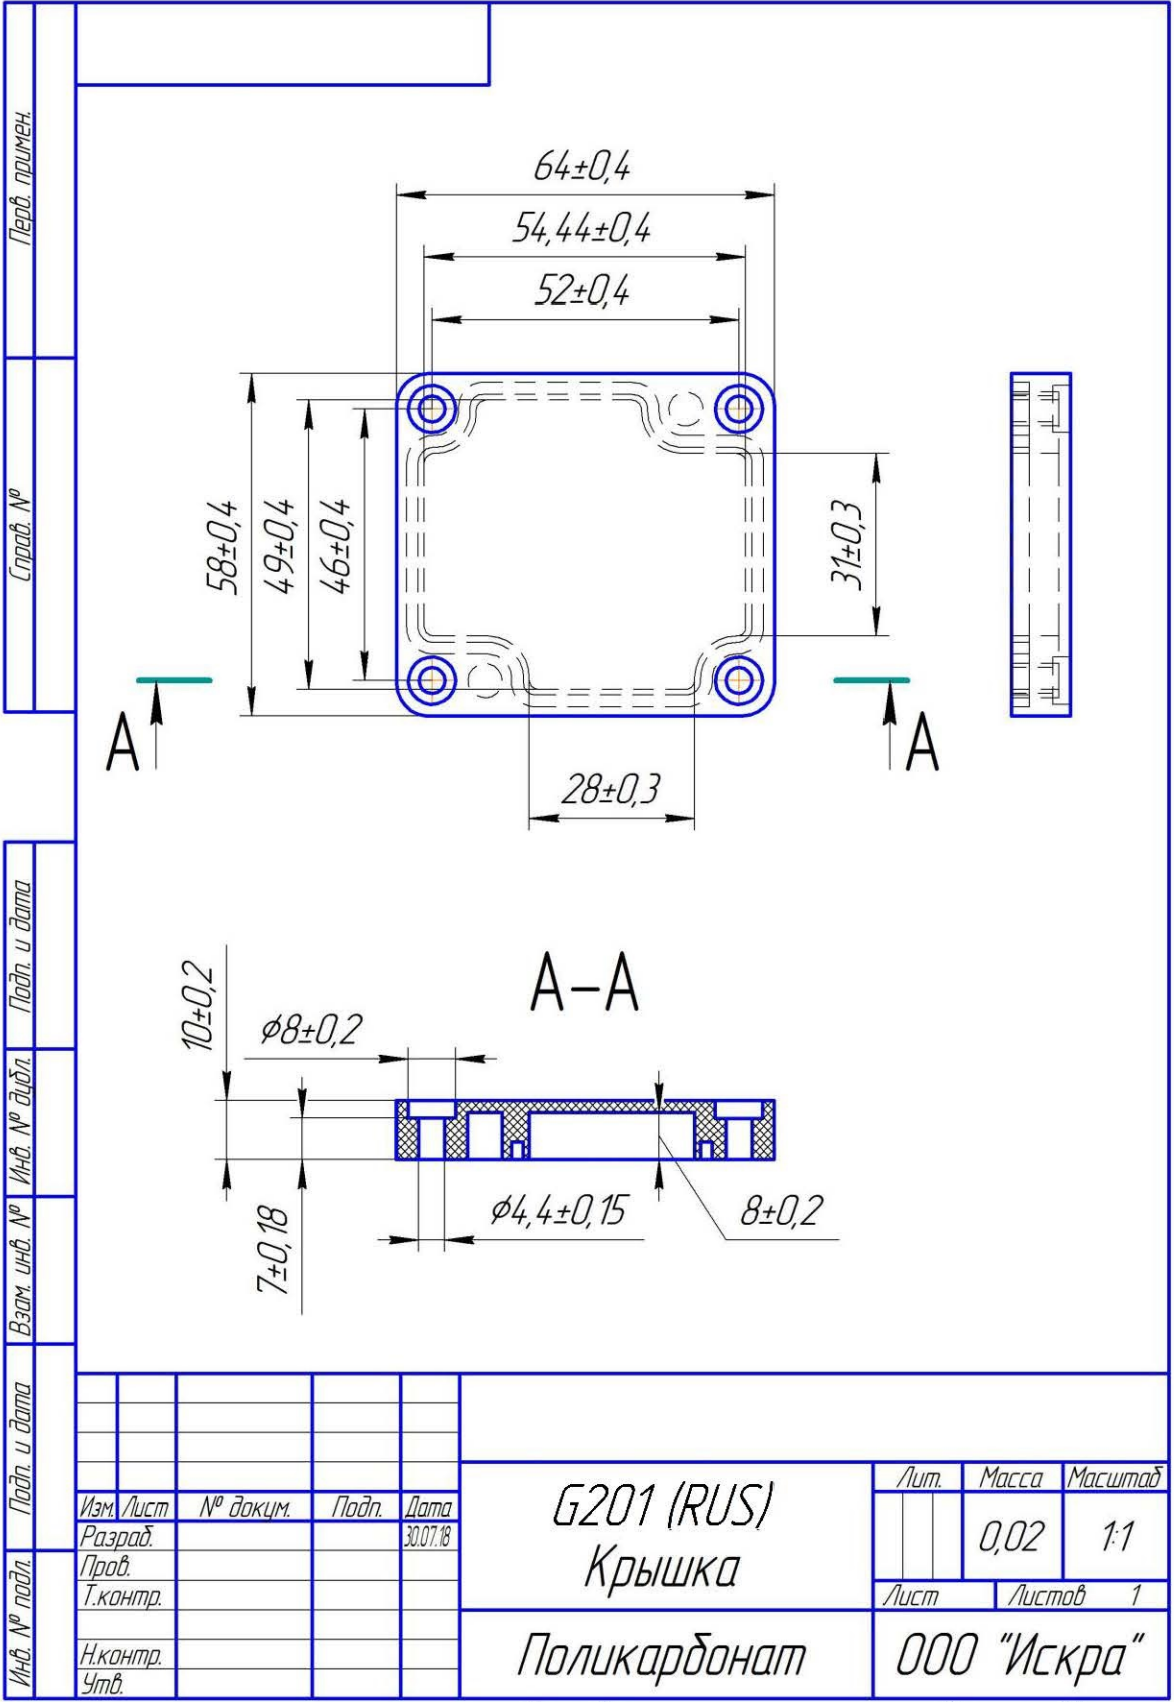 Перв. примен.
Справ. №
Подп. и дата
Инв. № дубл.
Взам. инв. №
Подп. и дата
Инв. № подл.
64±0,4
54,44±0,4
52±0,4
58±0,4
49±0,4
46±0,4
31±0,3
28±0,3
А
А
А-А
10±0,2
ϕ8±0,2
7±0,18
ϕ4,4±0,15
8±0,2
Изм. Лист № докум. Подп. Дата
Разраб. 30.07.18
Пров.
Т.контр.
Н.контр.
Утв.
G201 (RUS)
Крышка
Поликарбонат
Лит. Масса Масштаб
0,02 1:1
Лист Листов 1
ООО "Искра"